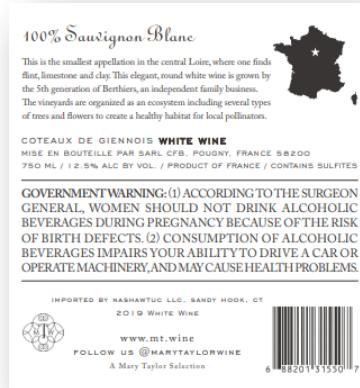 100% Sauvignon Blanc
This is the smallest appellation in the central Loire, where one finds
flint, limestone and clay. This elegant, round white wine is grown by
the 5th generation of Berthiers, an independent family business.
The vineyards are organized as an ecosystem including several types
of trees and flowers to create a healthy habitat for local pollinators.
COTEAUX DE GIENNOIS WHITE WINE
MISE EN BOUTEILLE PAR SARL CFB, POUGNY, FRANCE 58200
750 ML / 12.5% ALC BY VOL. / PRODUCT OF FRANCE / CONTAINS SULFITES
GOVERNMENT WARNING: (1) ACCORDING TO THE SURGEON
GENERAL, WOMEN SHOULD NOT DRINK ALCOHOLIC
BEVERAGES DURING PREGNANCY BECAUSE OF THE RISK
OF BIRTH DEFECTS. (2) CONSUMPTION OF ALCOHOLIC
BEVERAGES IMPAIRS YOUR ABILITY TO DRIVE A CAR OR
OPERATE MACHINERY, AND MAY CAUSE HEALTH PROBLEMS.
IMPORTED BY NASHAWTUC LLC, SANDY HOOK, CT
2019 WHITE WINE
M T W
www.mt.wine
FOLLOW US @MARYTAYLORWINE
A Mary Taylor Selection
6 88201 31550 7